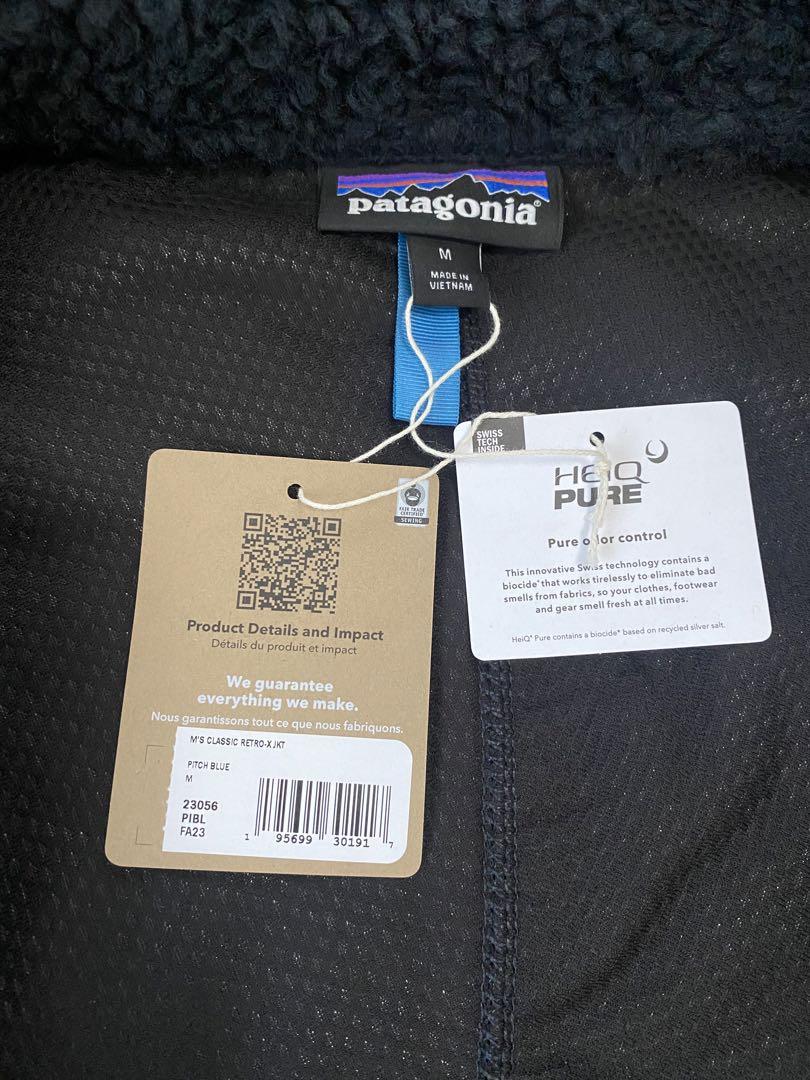 patagonia®
M
MADE IN
VIETNAM
FAIR TRADE
CERTIFIED
SEWING
Product Details and Impact
Détails du produit et impact
We guarantee
everything we make.
Nous garantissons tout ce que nous fabriquons.
M'S CLASSIC RETRO-X JKT
PITCH BLUE
M
23056
PIBL
FA23
1 95699 30191 7
SWISS
TECH
INSIDE
HeiQ
PURE
Pure odor control
This innovative Swiss technology contains a
biocide* that works tirelessly to eliminate bad
smells from fabrics, so your clothes, footwear
and gear smell fresh at all times.
HeiQ® Pure contains a biocide* based on recycled silver salt.